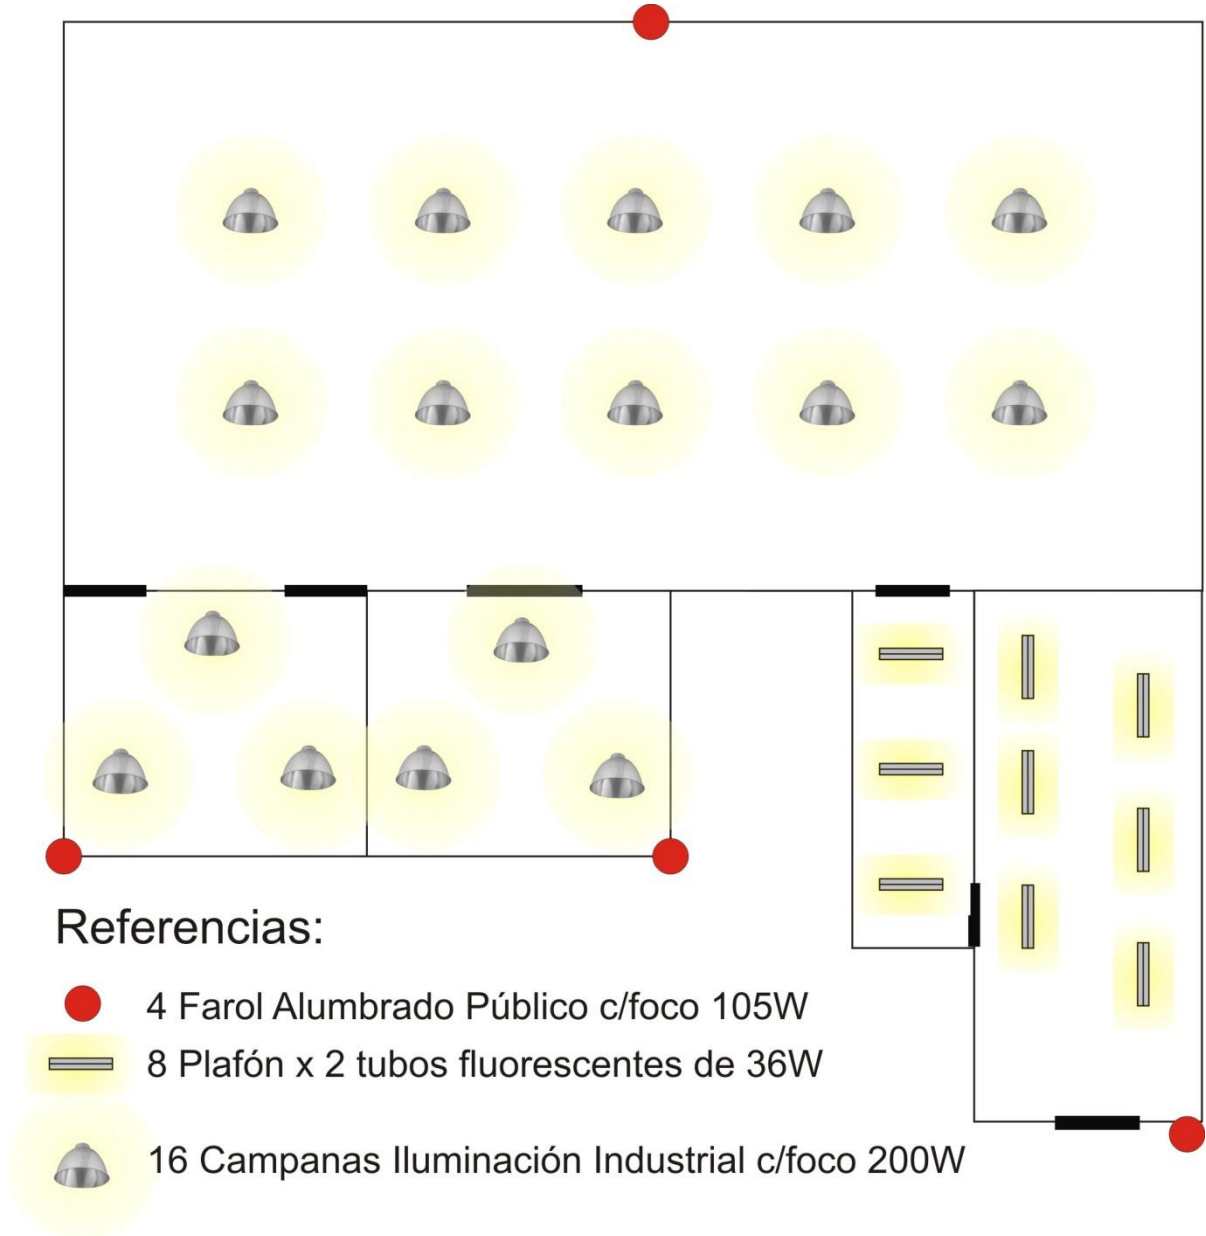 Referencias:
4 Farol Alumbrado Público c/foco 105W
8 Plafón x 2 tubos fluorescentes de 36W
16 Campanas Iluminación Industrial c/foco 200W